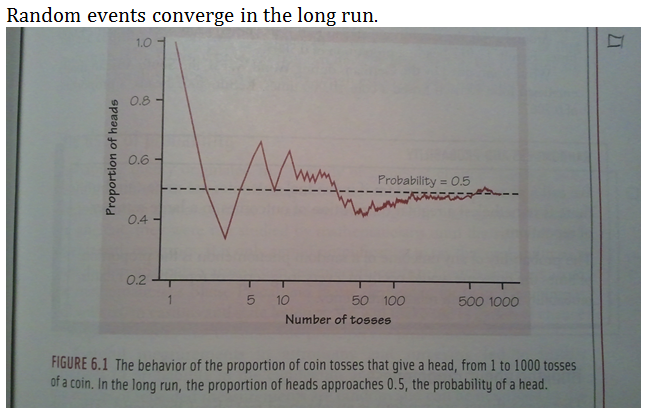 Random events converge in the long run.
1.0
0.8
Proportion of heads
0.6
Probability = 0.5
0.4
0.2
1 5 10 50 100 500 1000
Number of tosses
FIGURE 6.1 The behavior of the proportion of coin tosses that give a head, from 1 to 1000 tosses
of a coin. In the long run, the proportion of heads approaches 0.5, the probability of a head.